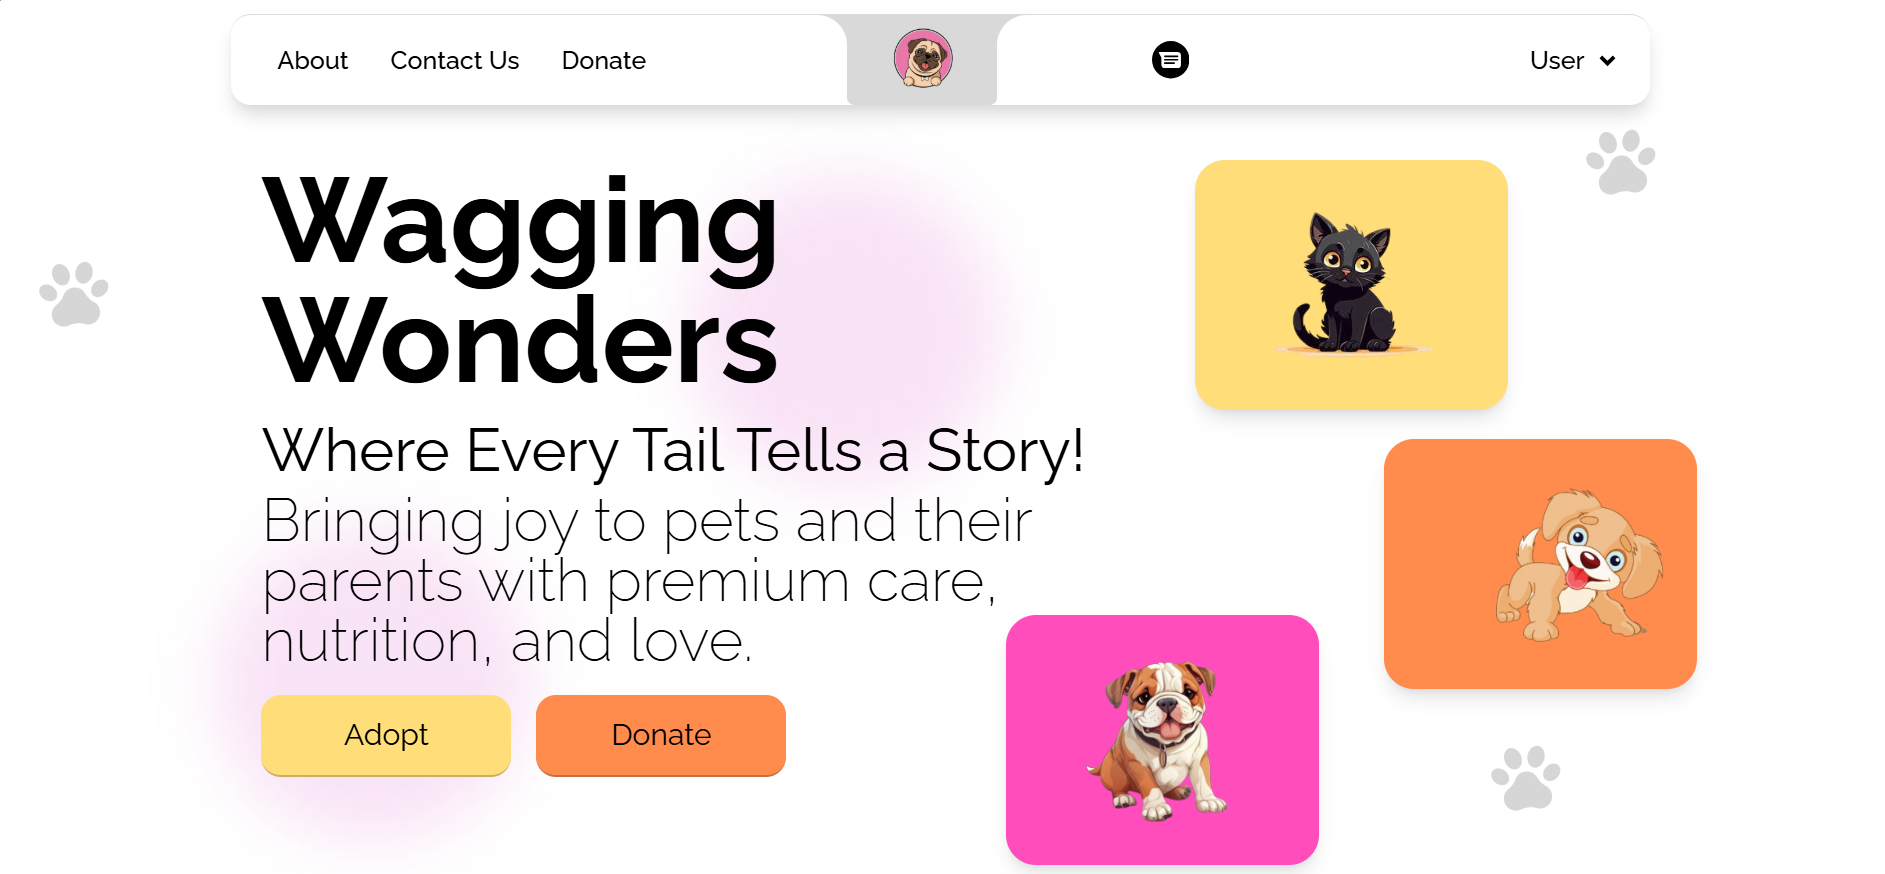 About
Contact Us
Donate
User
Wagging
Wonders
Where Every Tail Tells a Story!
Bringing joy to pets and their
parents with premium care,
nutrition, and love.
Adopt
Donate